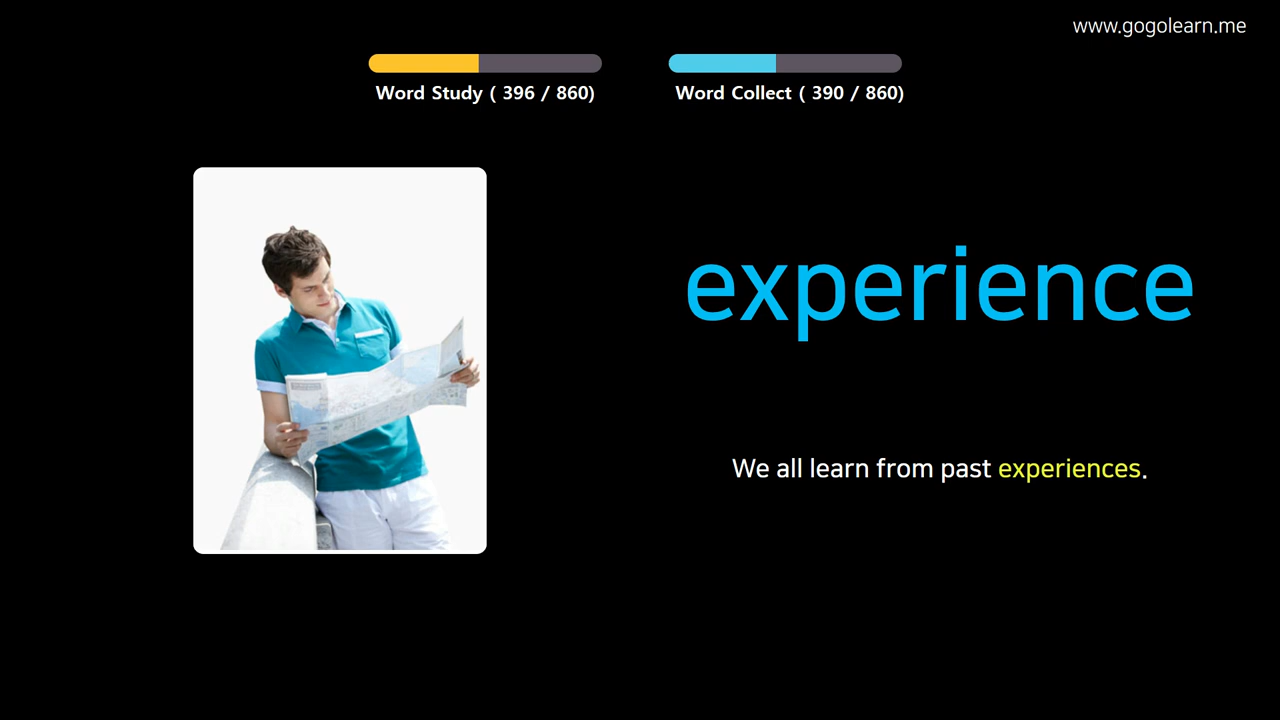 www.gogolearn.me
Word Study ( 396 / 860)
Word Collect ( 390 / 860)
experience
We all learn from past experiences.